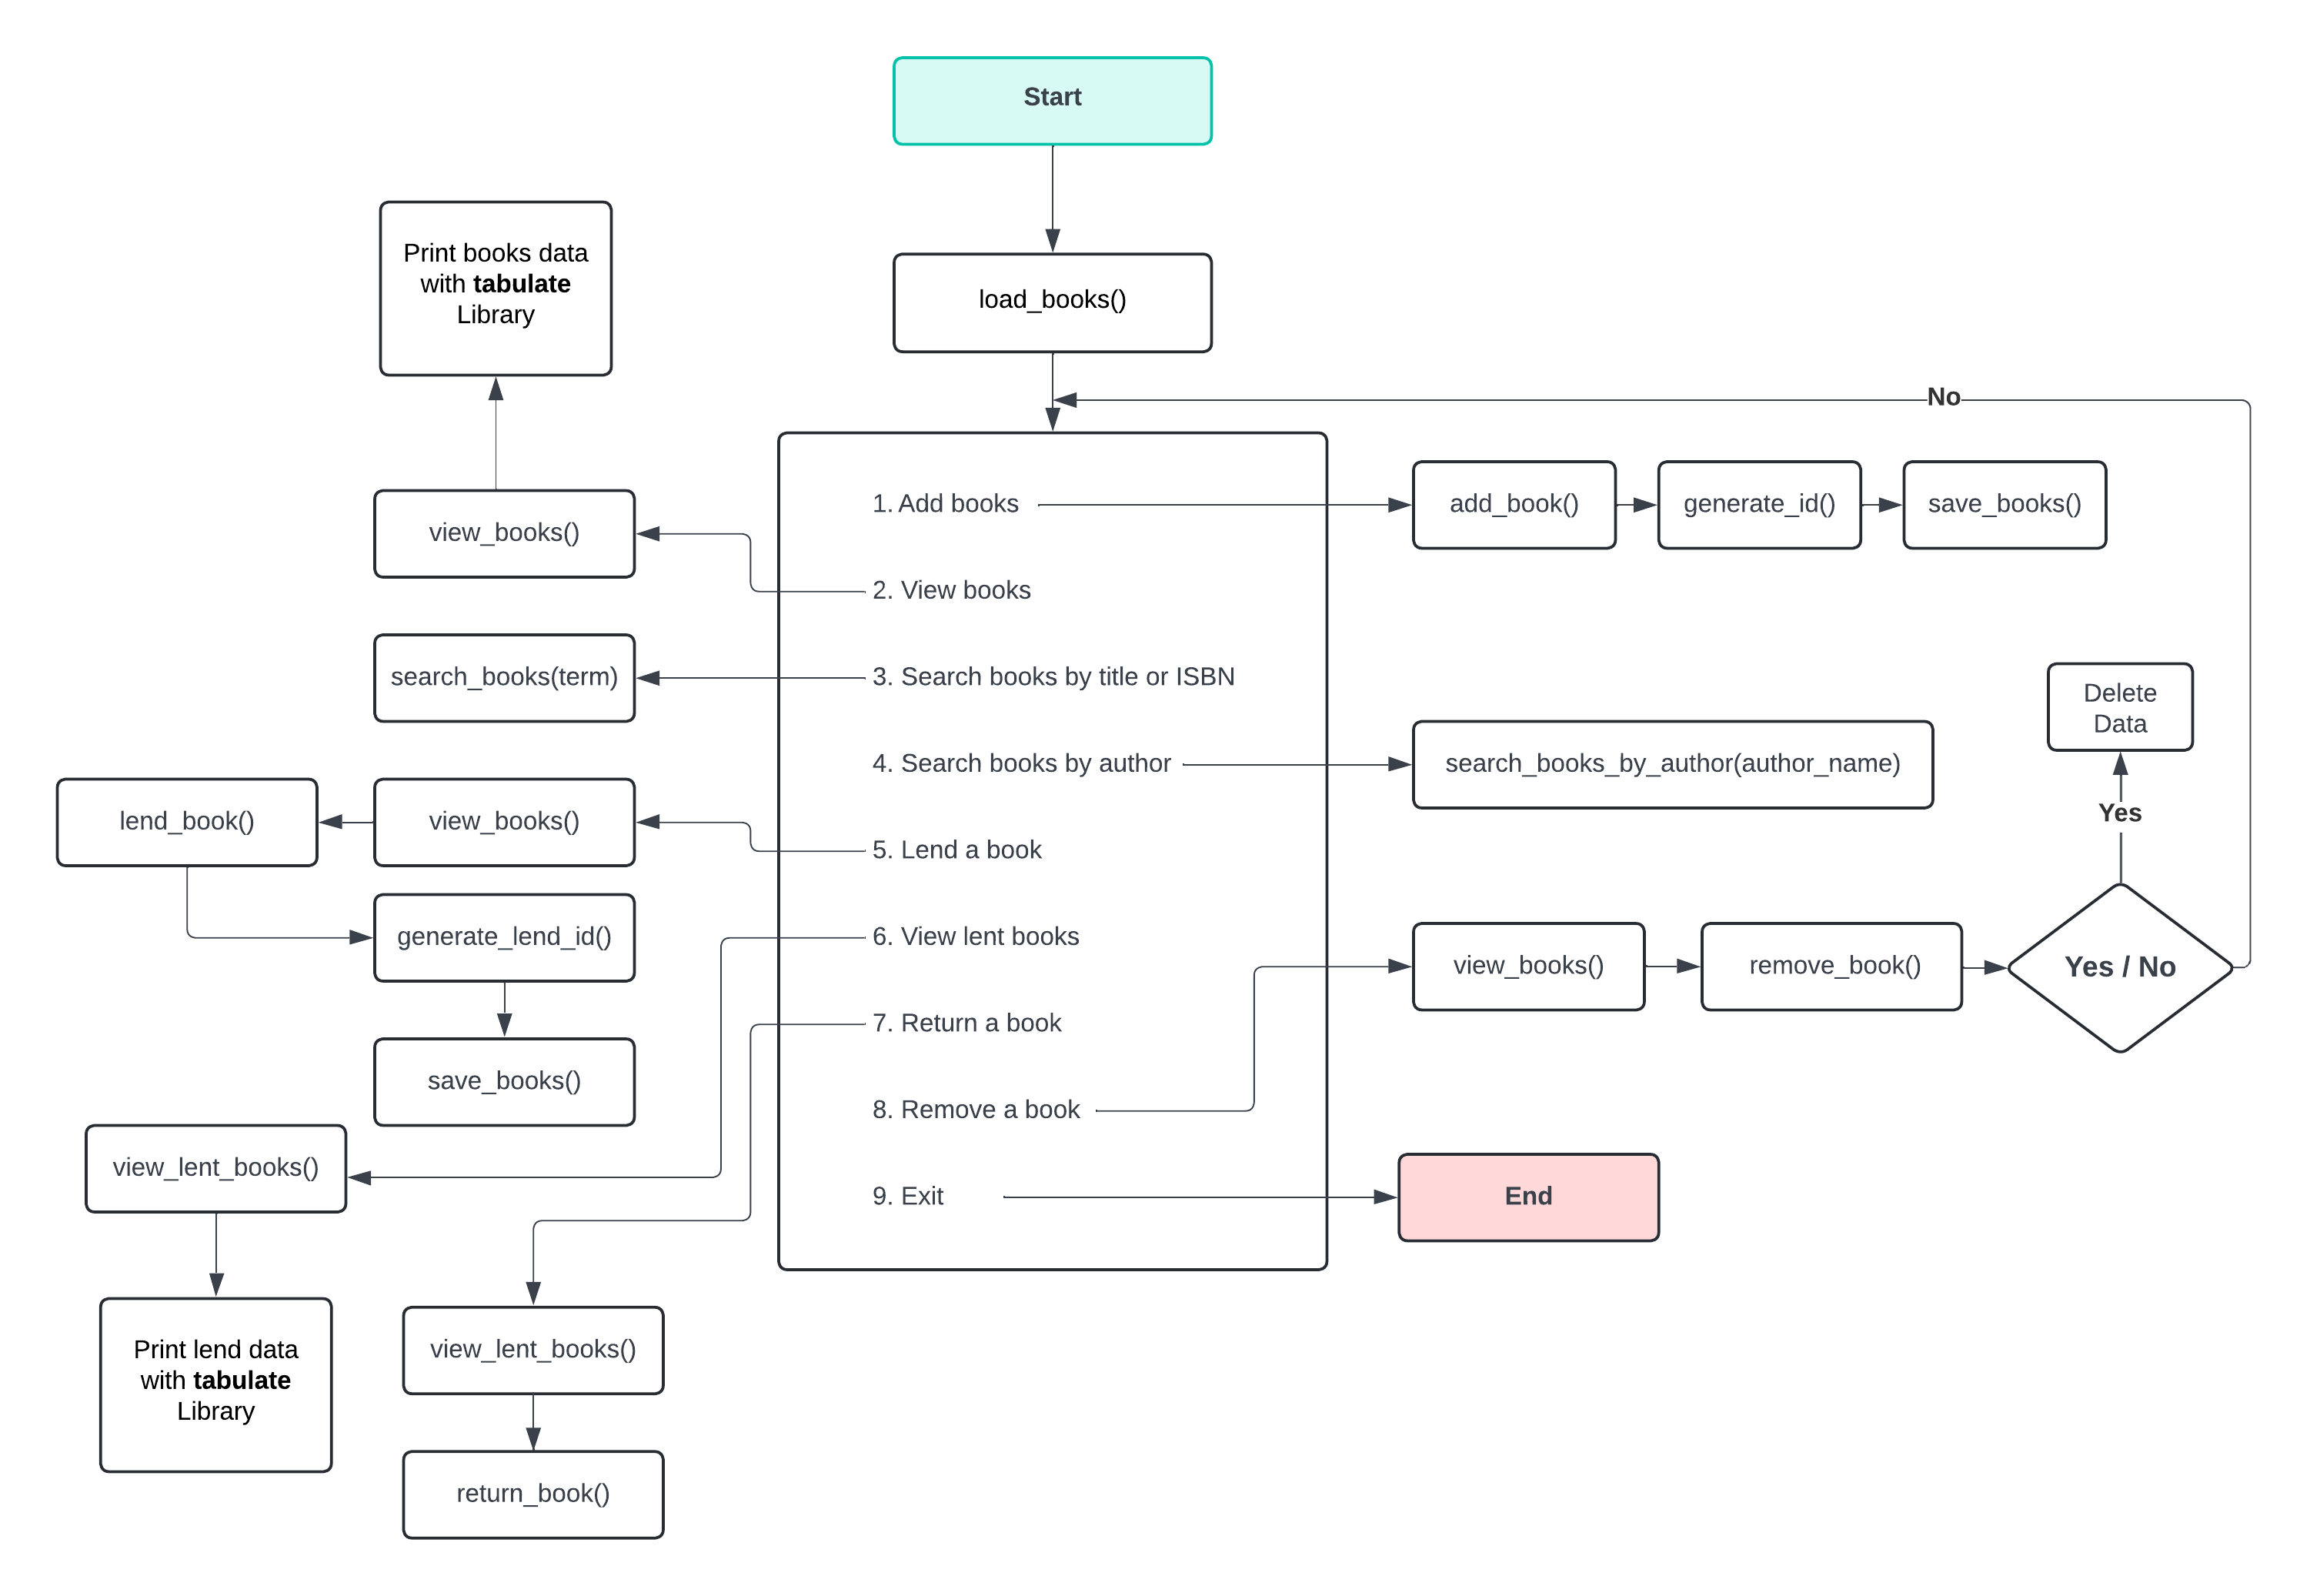 Start
Print books data
with tabulate
Library
load_books()
No
1. Add books
add_book()
generate_id()
save_books()
view_books()
2. View books
search_books(term)
3. Search books by title or ISBN
Delete
Data
4. Search books by author
search_books_by_author(author_name)
Yes
lend_book()
view_books()
5. Lend a book
generate_lend_id()
6. View lent books
view_books()
remove_book()
Yes / No
7. Return a book
save_books()
8. Remove a book
view_lent_books()
9. Exit
End
Print lend data
with tabulate
Library
view_lent_books()
return_book()